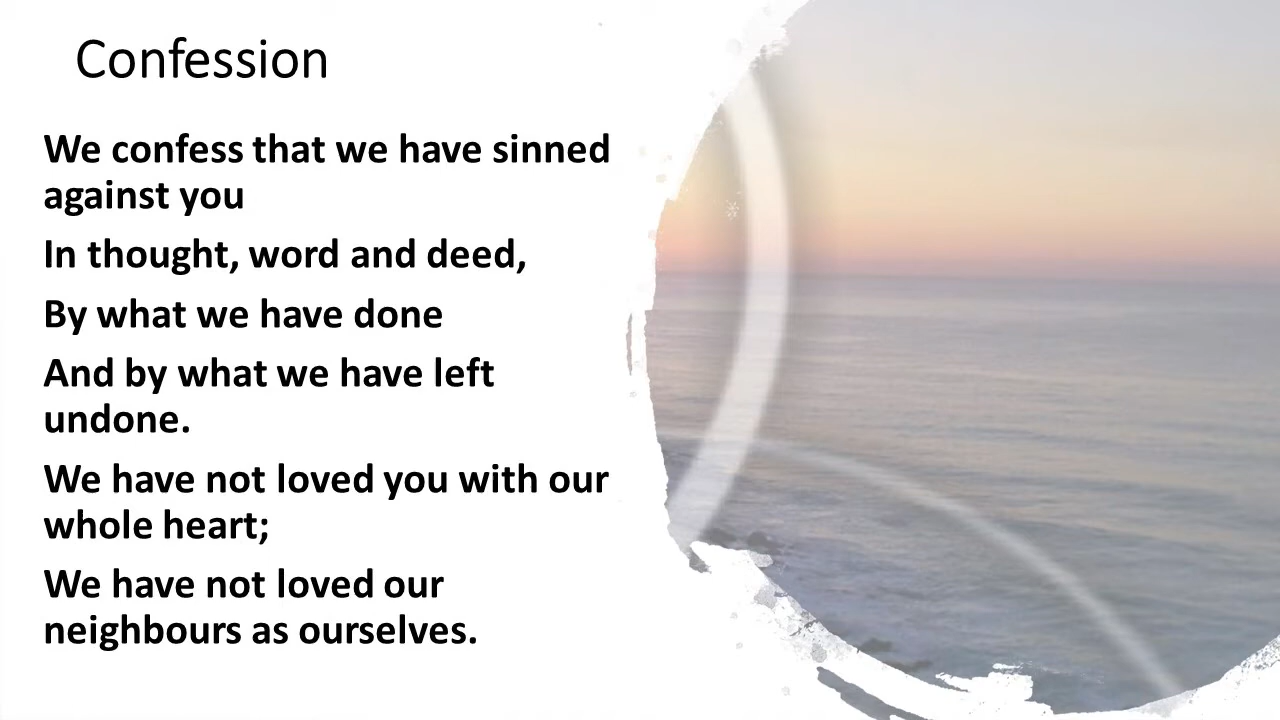 Confession
We confess that we have sinned
against you
In thought, word and deed,
By what we have done
And by what we have left
undone.
We have not loved you with our
whole heart;
We have not loved our
neighbours as ourselves.